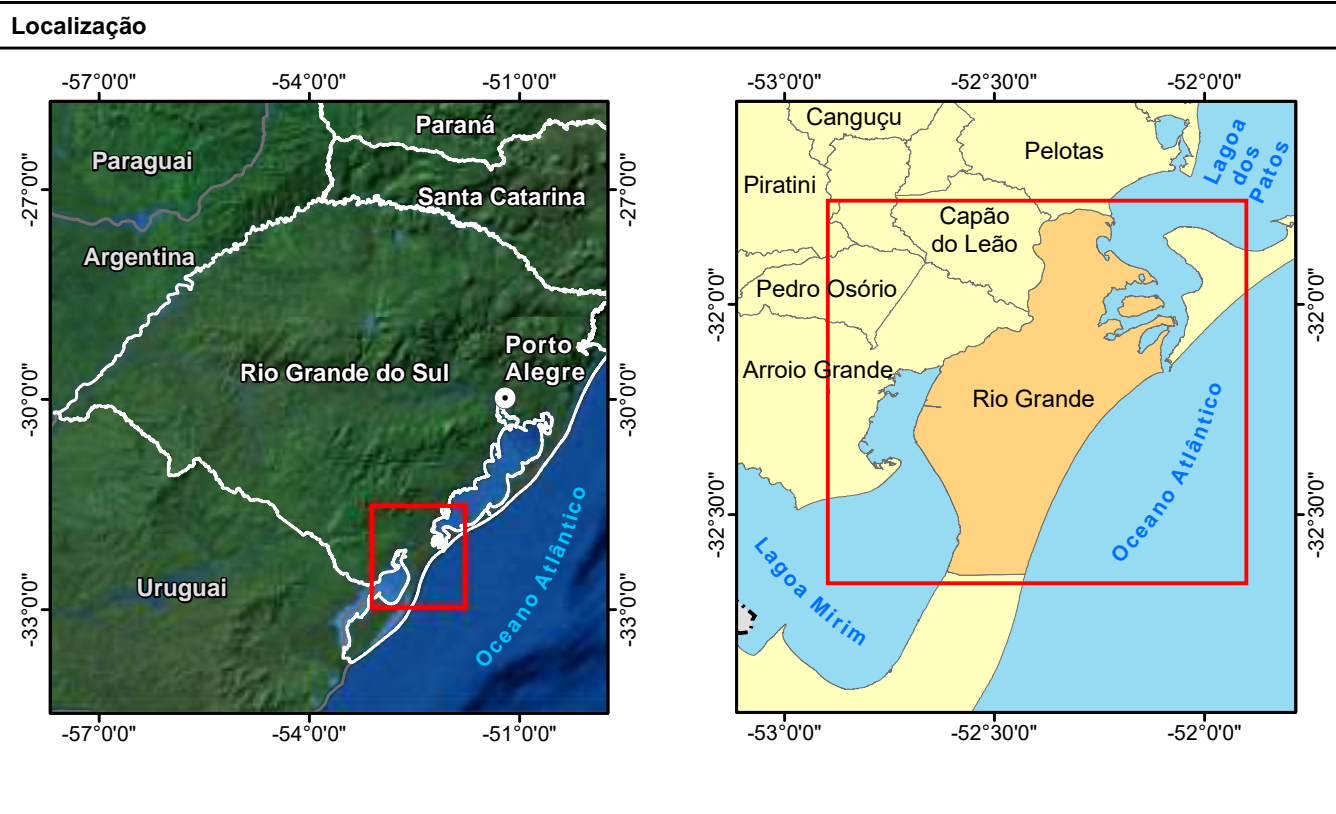 Localização
-57°0'0"
-54°0'0"
-51°0'0"
-27°0'0"
-30°0'0"
-33°0'0"
Paraná
Paraguai
Santa Catarina
Argentina
Porto
Alegre
Rio Grande do Sul
Uruguai
Oceano Atlântico
-27°0'0"
-30°0'0"
-33°0'0"
-57°0'0"
-54°0'0"
-51°0'0"
-53°0'0"
-52°30'0"
-52°0'0"
-32°0'0"
-32°30'0"
Canguçu
Pelotas
Lagoa
dos
Patos
Piratini
Capão
do Leão
Pedro Osório
Arroio Grande
Rio Grande
Oceano Atlântico
Lagoa Mirim
-32°0'0"
-32°30'0"
-53°0'0"
-52°30'0"
-52°0'0"